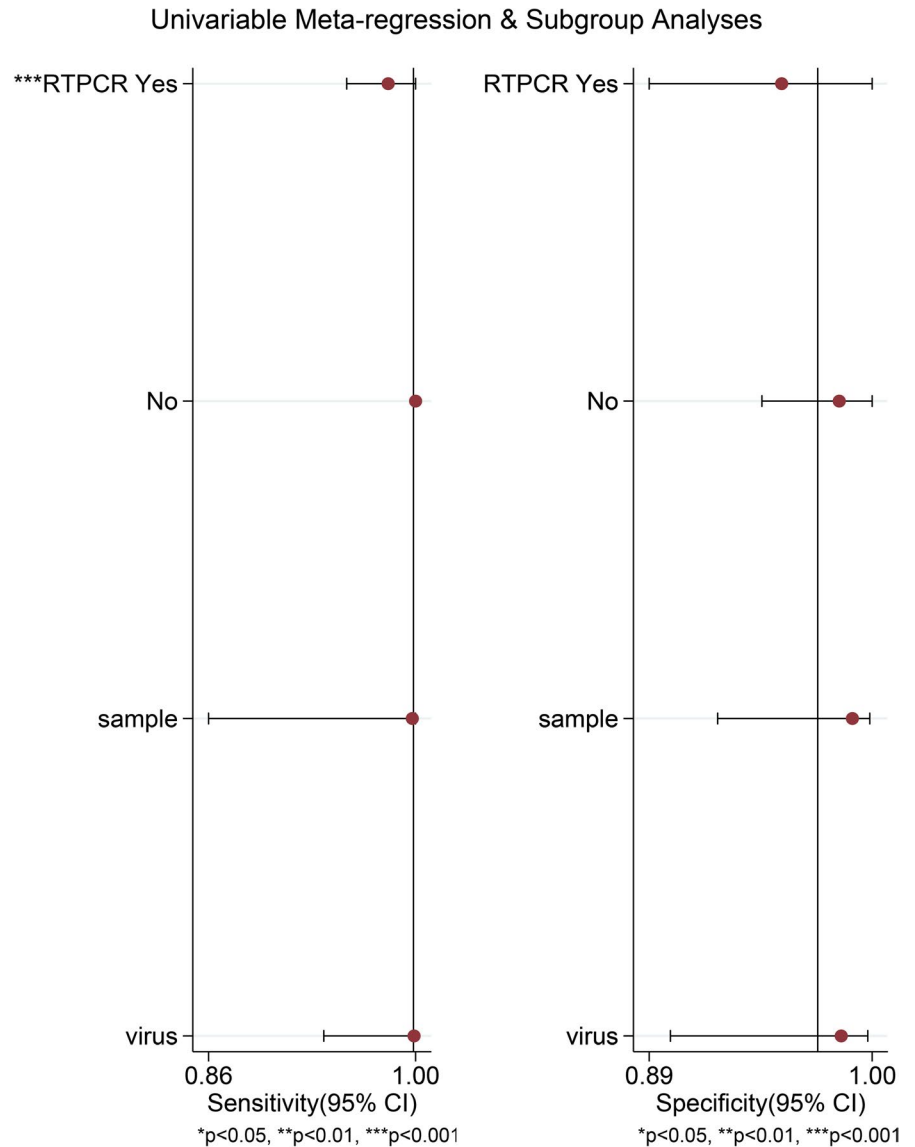 Univariable Meta-regression & Subgroup Analyses
***RTPCR Yes
No
sample
virus
0.86 1.00
Sensitivity(95% CI)
*p<0.05, **p<0.01, ***p<0.001
RTPCR Yes
No
sample
virus
0.89 1.00
Specificity(95% CI)
*p<0.05, **p<0.01, ***p<0.001